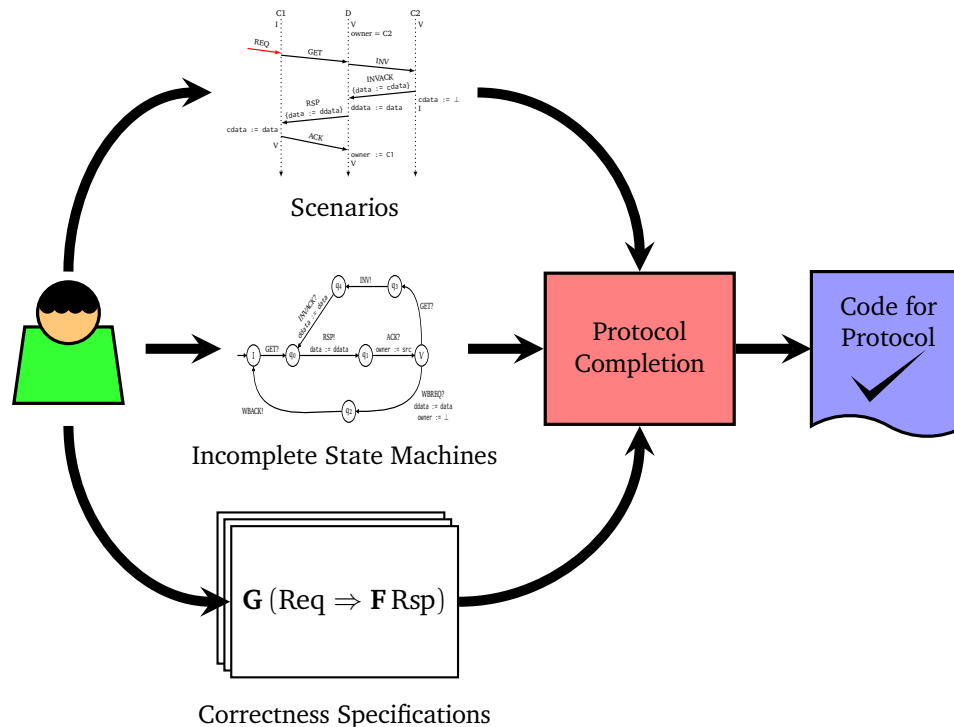 C1 D C2
I V V
owner = C2
REQ
GET
INV
INVACK
{data := cdata}
cdata := ⊥
RSP
ddata := data I
{data := ddata}
cdata := data
ACK
V
owner := C1
V
Scenarios
q4 INV! q3
INVACK?
ddata := data
GET?
RSP! ACK?
I GET? q0 data := ddata q1 owner := src V
WBREQ?
WBACK! q2 ddata := data
owner := ⊥
Incomplete State Machines
Protocol
Completion
Code for
Protocol
G (Req ⇒ F Rsp)
Correctness Specifications